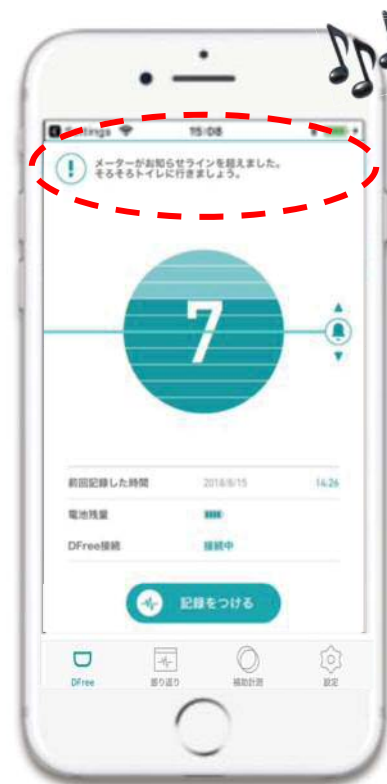 Settings 15:08
メーターがお知らせラインを超えました。
そろそろトイレに行きましょう。
7
前回記録した時間 2018/8/15 14:26
電池残量
DFree接続 接続中
記録をつける
DFree 振り返り 補助計測 設定